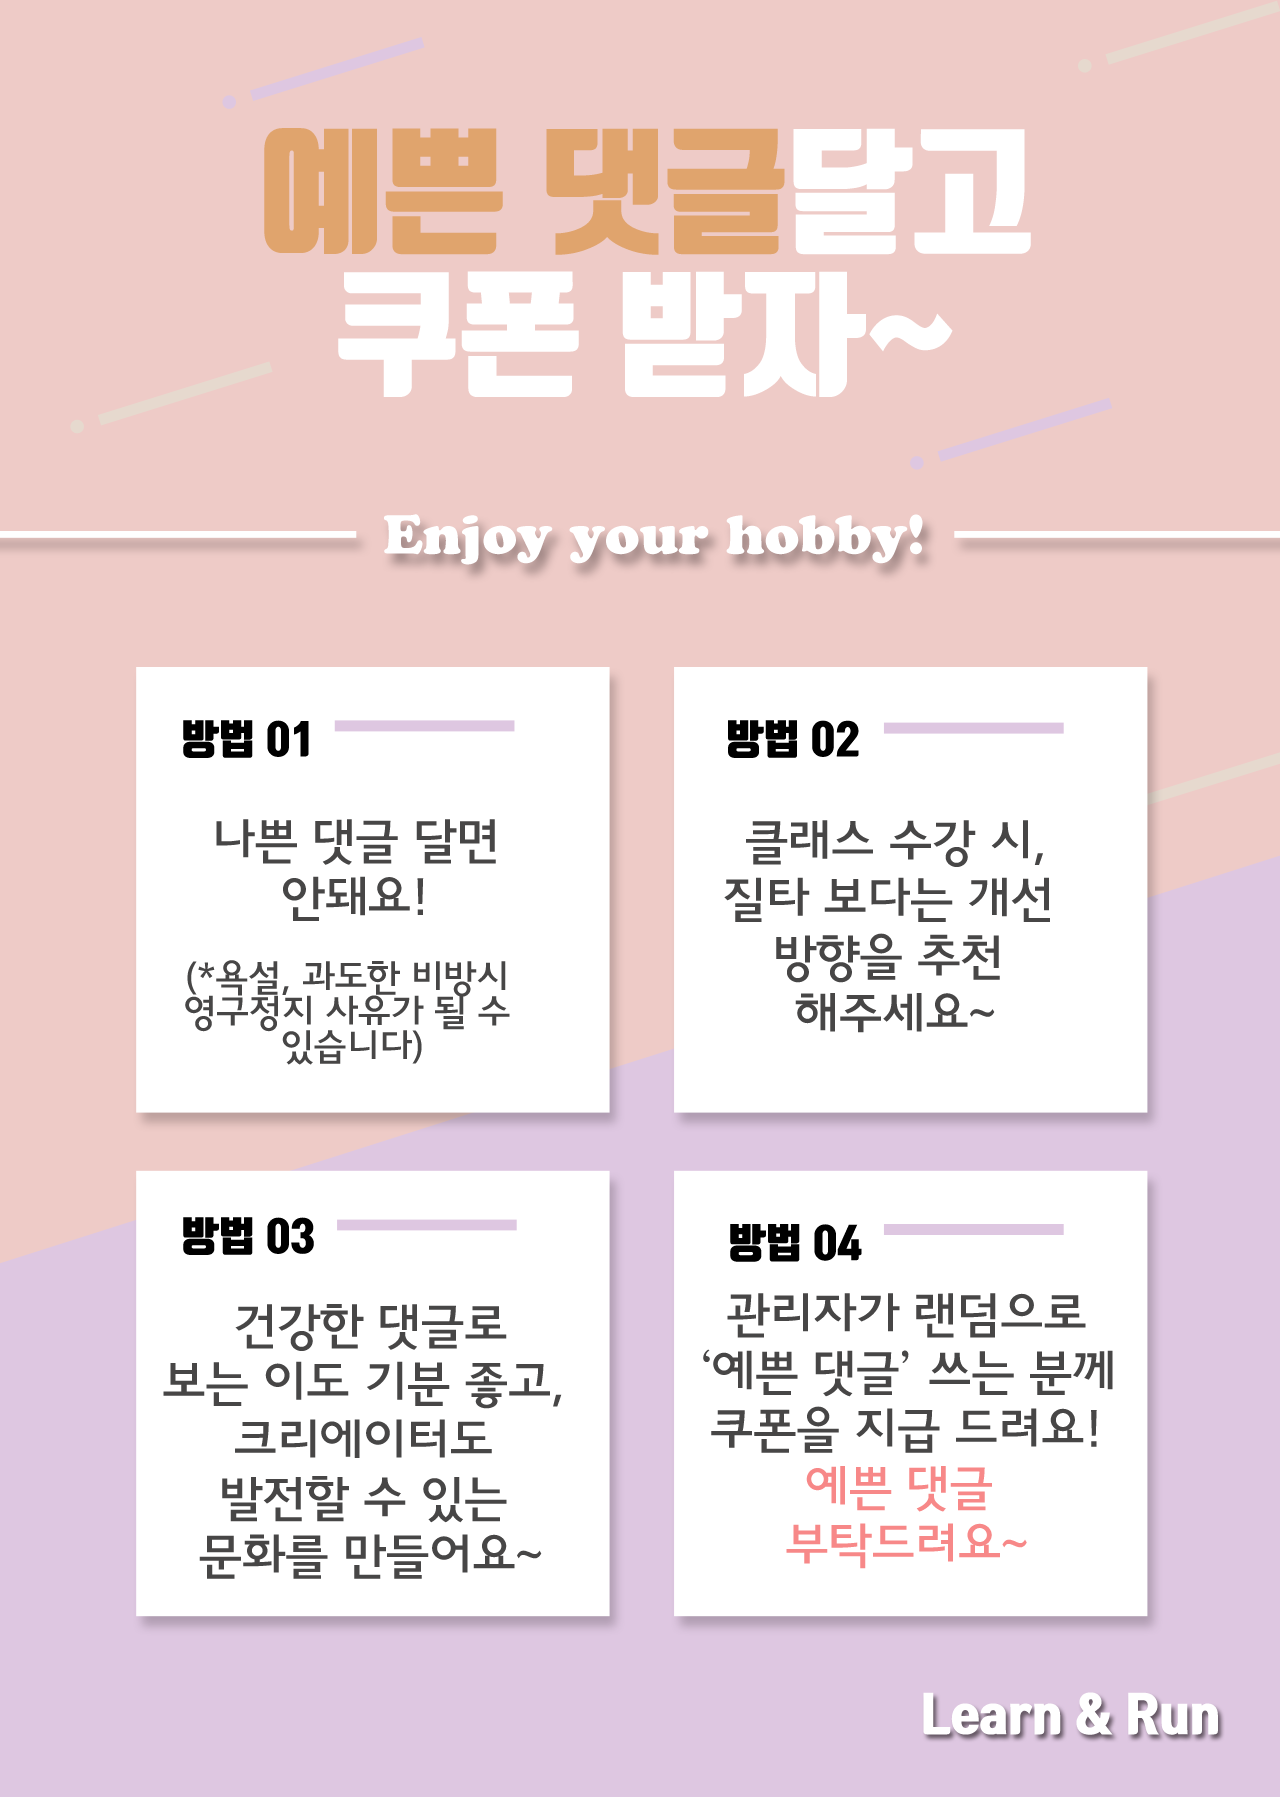 예쁜 댓글달고
쿠폰 받자~
Enjoy your hobby!
방법 01
나쁜 댓글 달면
안돼요!
(*욕설, 과도한 비방시
영구정지 사유가 될 수
있습니다)
방법 02
클래스 수강 시,
질타 보다는 개선
방향을 추천
해주세요~
방법 03
건강한 댓글로
보는 이도 기분 좋고,
크리에이터도
발전할 수 있는
문화를 만들어요~
방법 04
관리자가 랜덤으로
‘예쁜 댓글’ 쓰는 분께
쿠폰을 지급 드려요!
예쁜 댓글
부탁드려요~
Learn & Run